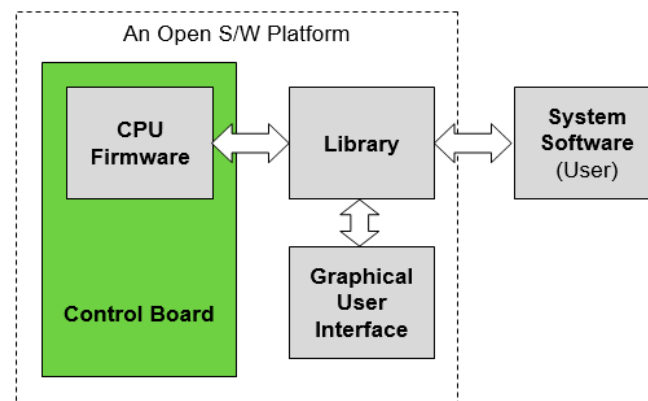 An Open S/W Platform
CPU
Firmware
Library
System
Software
(User)
Graphical
User
Interface
Control Board